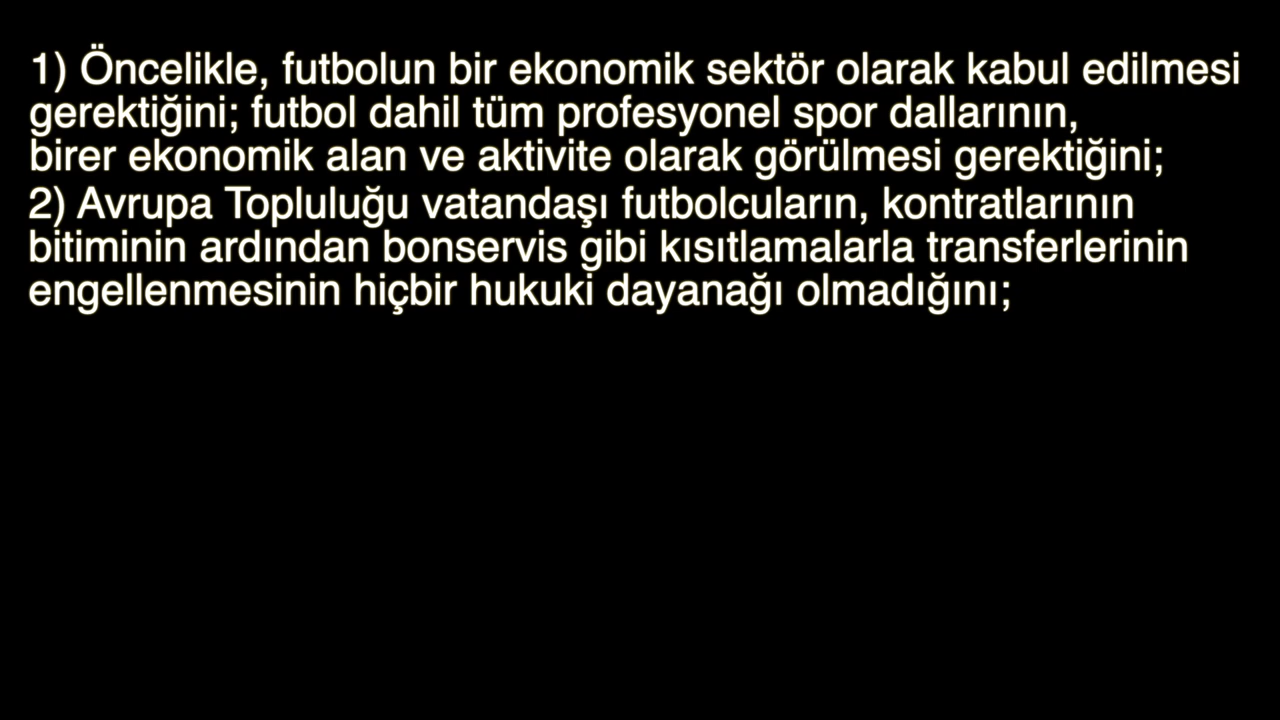 1) Öncelikle, futbolun bir ekonomik sektör olarak kabul edilmesi
gerektiğini; futbol dahil tüm profesyonel spor dallarının,
birer ekonomik alan ve aktivite olarak görülmesi gerektiğini;
2) Avrupa Topluluğu vatandaşı futbolcuların, kontratlarının
bitiminin ardından bonservis gibi kısıtlamalarla transferlerinin
engellenmesinin hiçbir hukuki dayanağı olmadığını;